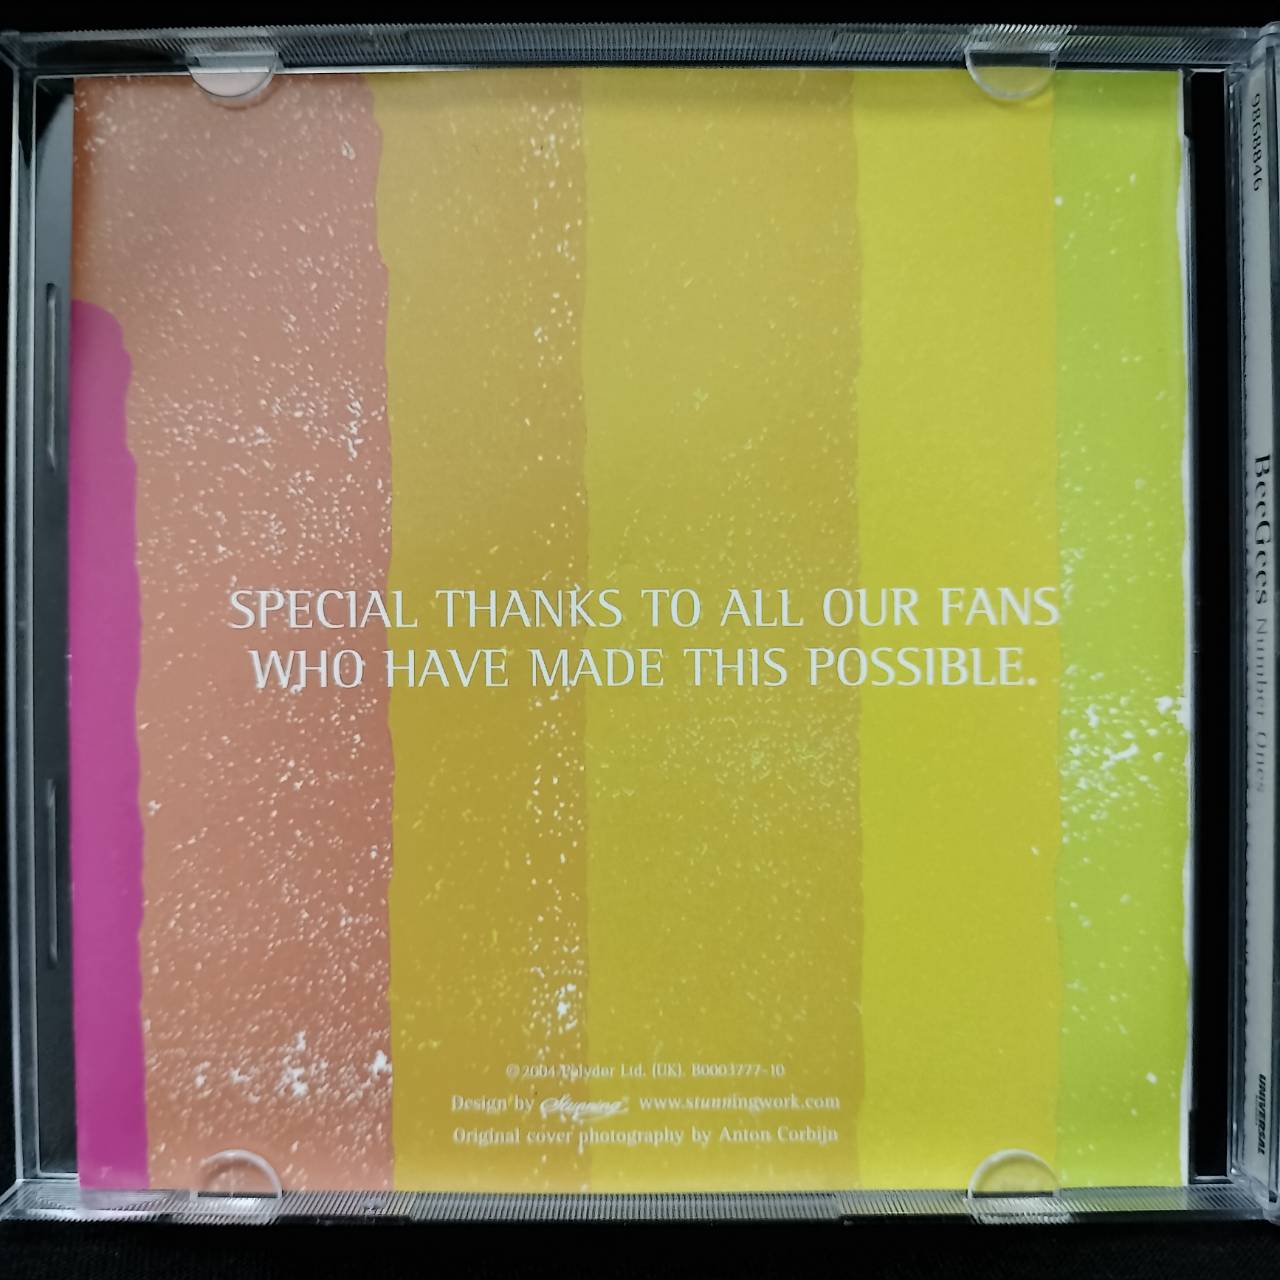 SPECIAL THANKS TO ALL OUR FANS
WHO HAVE MADE THIS POSSIBLE.
©2004 Polydor Ltd. (UK). B0003777-10
Design by Stunning® www.stunningwork.com
Original cover photography by Anton Corbijn
9868846
BeeGees Number Ones
UNIVERSAL